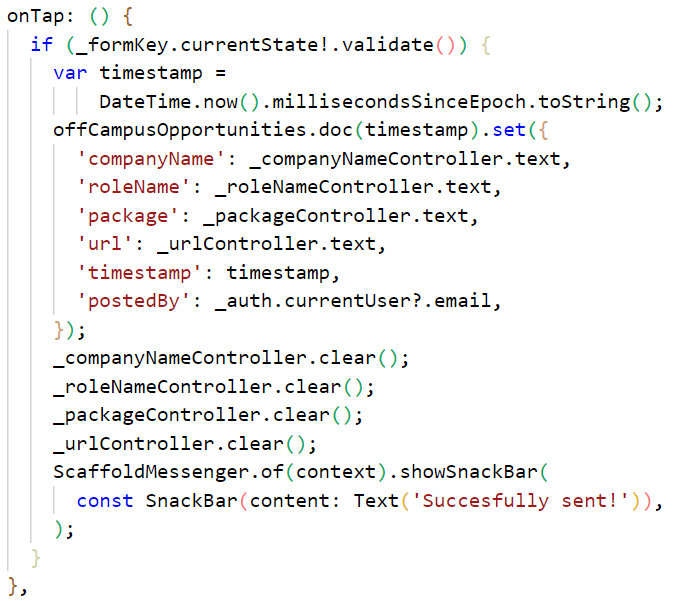 onTap: () {
if (_formKey.currentState!.validate()) {
var timestamp =
DateTime.now().millisecondsSinceEpoch.toString();
offCampusOpportunities.doc(timestamp).set({
'companyName': _companyNameController.text,
'roleName': _roleNameController.text,
'package': _packageController.text,
'url': _urlController.text,
'timestamp': timestamp,
'postedBy': _auth.currentUser?.email,
});
_companyNameController.clear();
_roleNameController.clear();
_packageController.clear();
_urlController.clear();
ScaffoldMessenger.of(context).showSnackBar(
const SnackBar(content: Text('Succesfully sent!')),
);
}
},